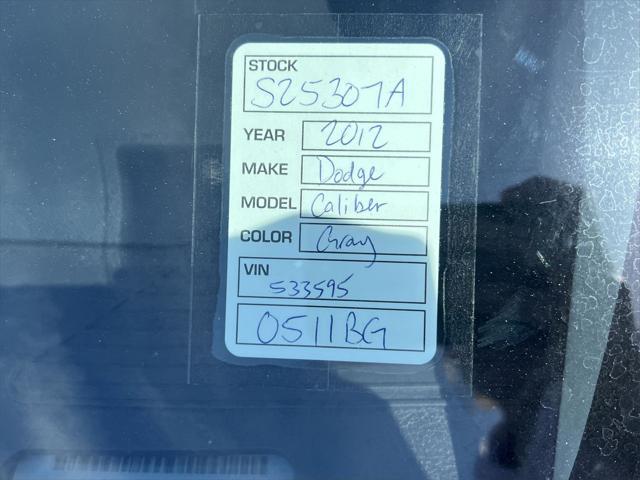 STOCK
S25307A
YEAR 2012
MAKE Dodge
MODEL Caliber
COLOR Gray
VIN
533595
0511BG